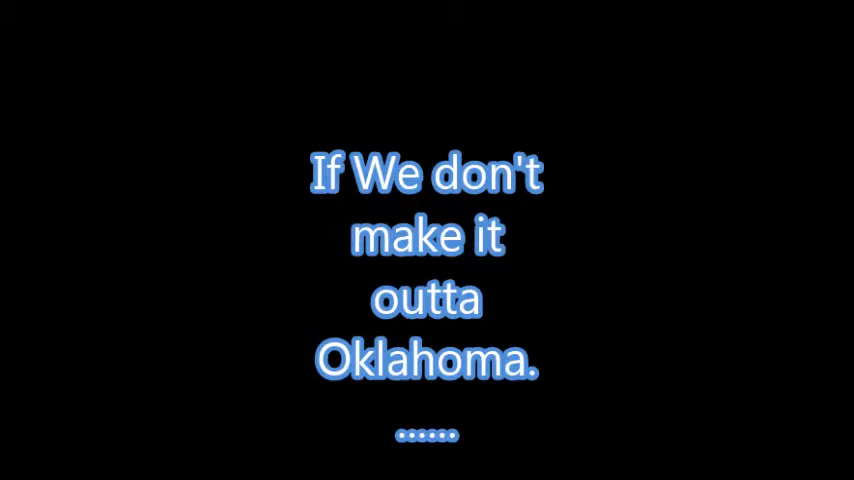 If We don't
make it
outta
Oklahoma.
......